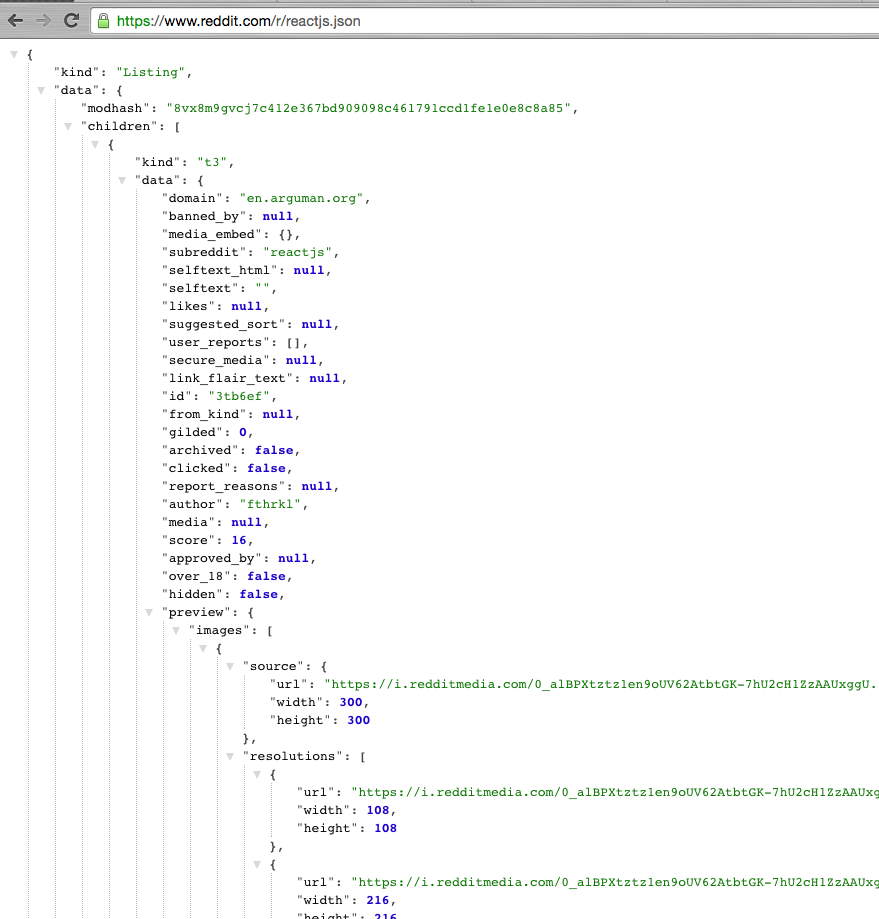 https://www.reddit.com/r/reactjs.json
{
"kind": "Listing",
"data": {
"modhash": "8vx8m9gvcj7c412e367bd909098c461791ccd1fe1e0e8c8a85",
"children": [
{
"kind": "t3",
"data": {
"domain": "en.arguman.org",
"banned_by": null,
"media_embed": {},
"subreddit": "reactjs",
"selftext_html": null,
"selftext": "",
"likes": null,
"suggested_sort": null,
"user_reports": [],
"secure_media": null,
"link_flair_text": null,
"id": "3tb6ef",
"from_kind": null,
"gilded": 0,
"archived": false,
"clicked": false,
"report_reasons": null,
"author": "fthrkl",
"media": null,
"score": 16,
"approved_by": null,
"over_18": false,
"hidden": false,
"preview": {
"images": [
{
"source": {
"url": "https://i.redditmedia.com/0_alBPXtztz1en9oUV62AtbtGK-7hU2cHlZzAAUxggU.
"width": 300,
"height": 300
},
"resolutions": [
{
"url": "https://i.redditmedia.com/0_alBPXtztz1en9oUV62AtbtGK-7hU2cHlZzAAUxg
"width": 108,
"height": 108
},
{
"url": "https://i.redditmedia.com/0_alBPXtztz1en9oUV62AtbtGK-7hU2cHlZzAAUxg
"width": 216,
"height": 216